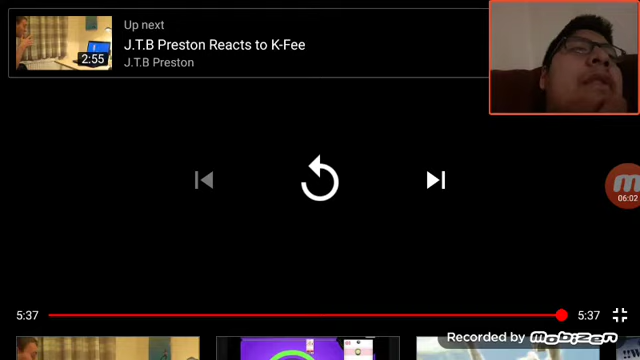 Up next
J.T.B Preston Reacts to K-Fee
J.T.B Preston
2:55
06:02
5:37
5:37
Recorded by Mobizen